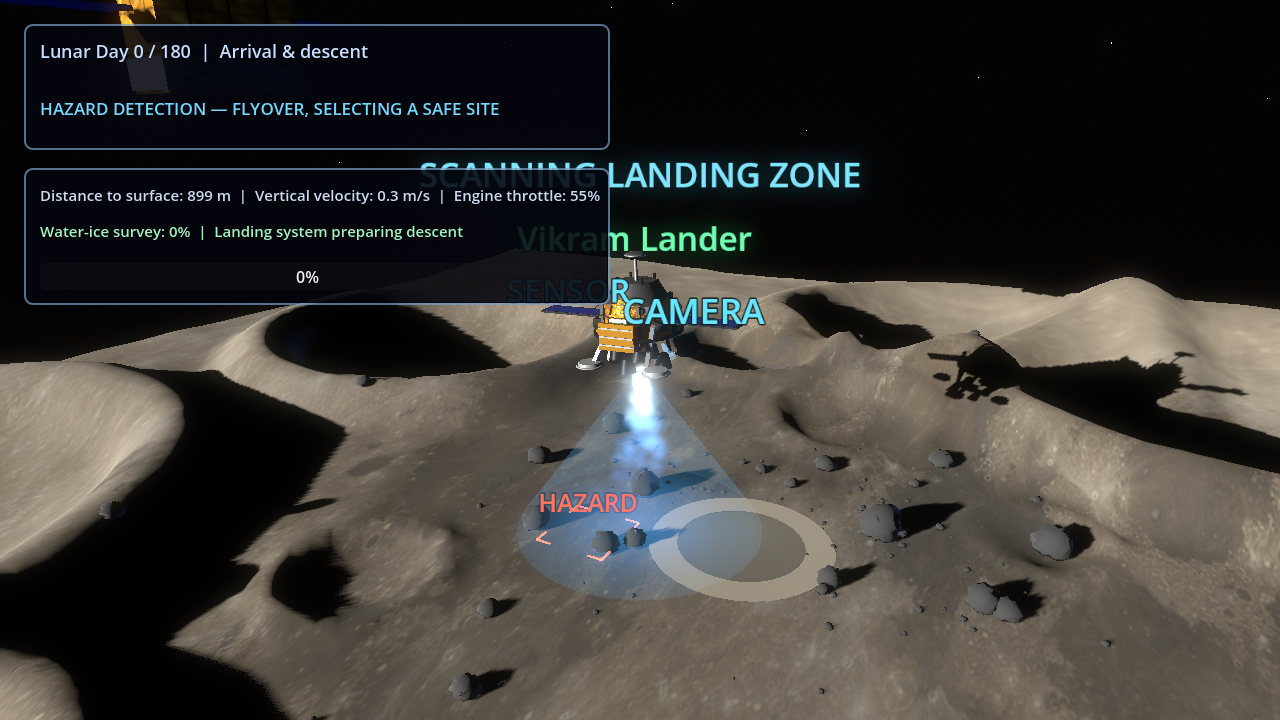 Lunar Day 0 / 180 | Arrival & descent
HAZARD DETECTION — FLYOVER, SELECTING A SAFE SITE
SCANNING LANDING ZONE
Distance to surface: 899 m | Vertical velocity: 0.3 m/s | Engine throttle: 55%
Water-ice survey: 0% | Landing system preparing descent
Vikram Lander
0%
SENSOR
CAMERA
HAZARD